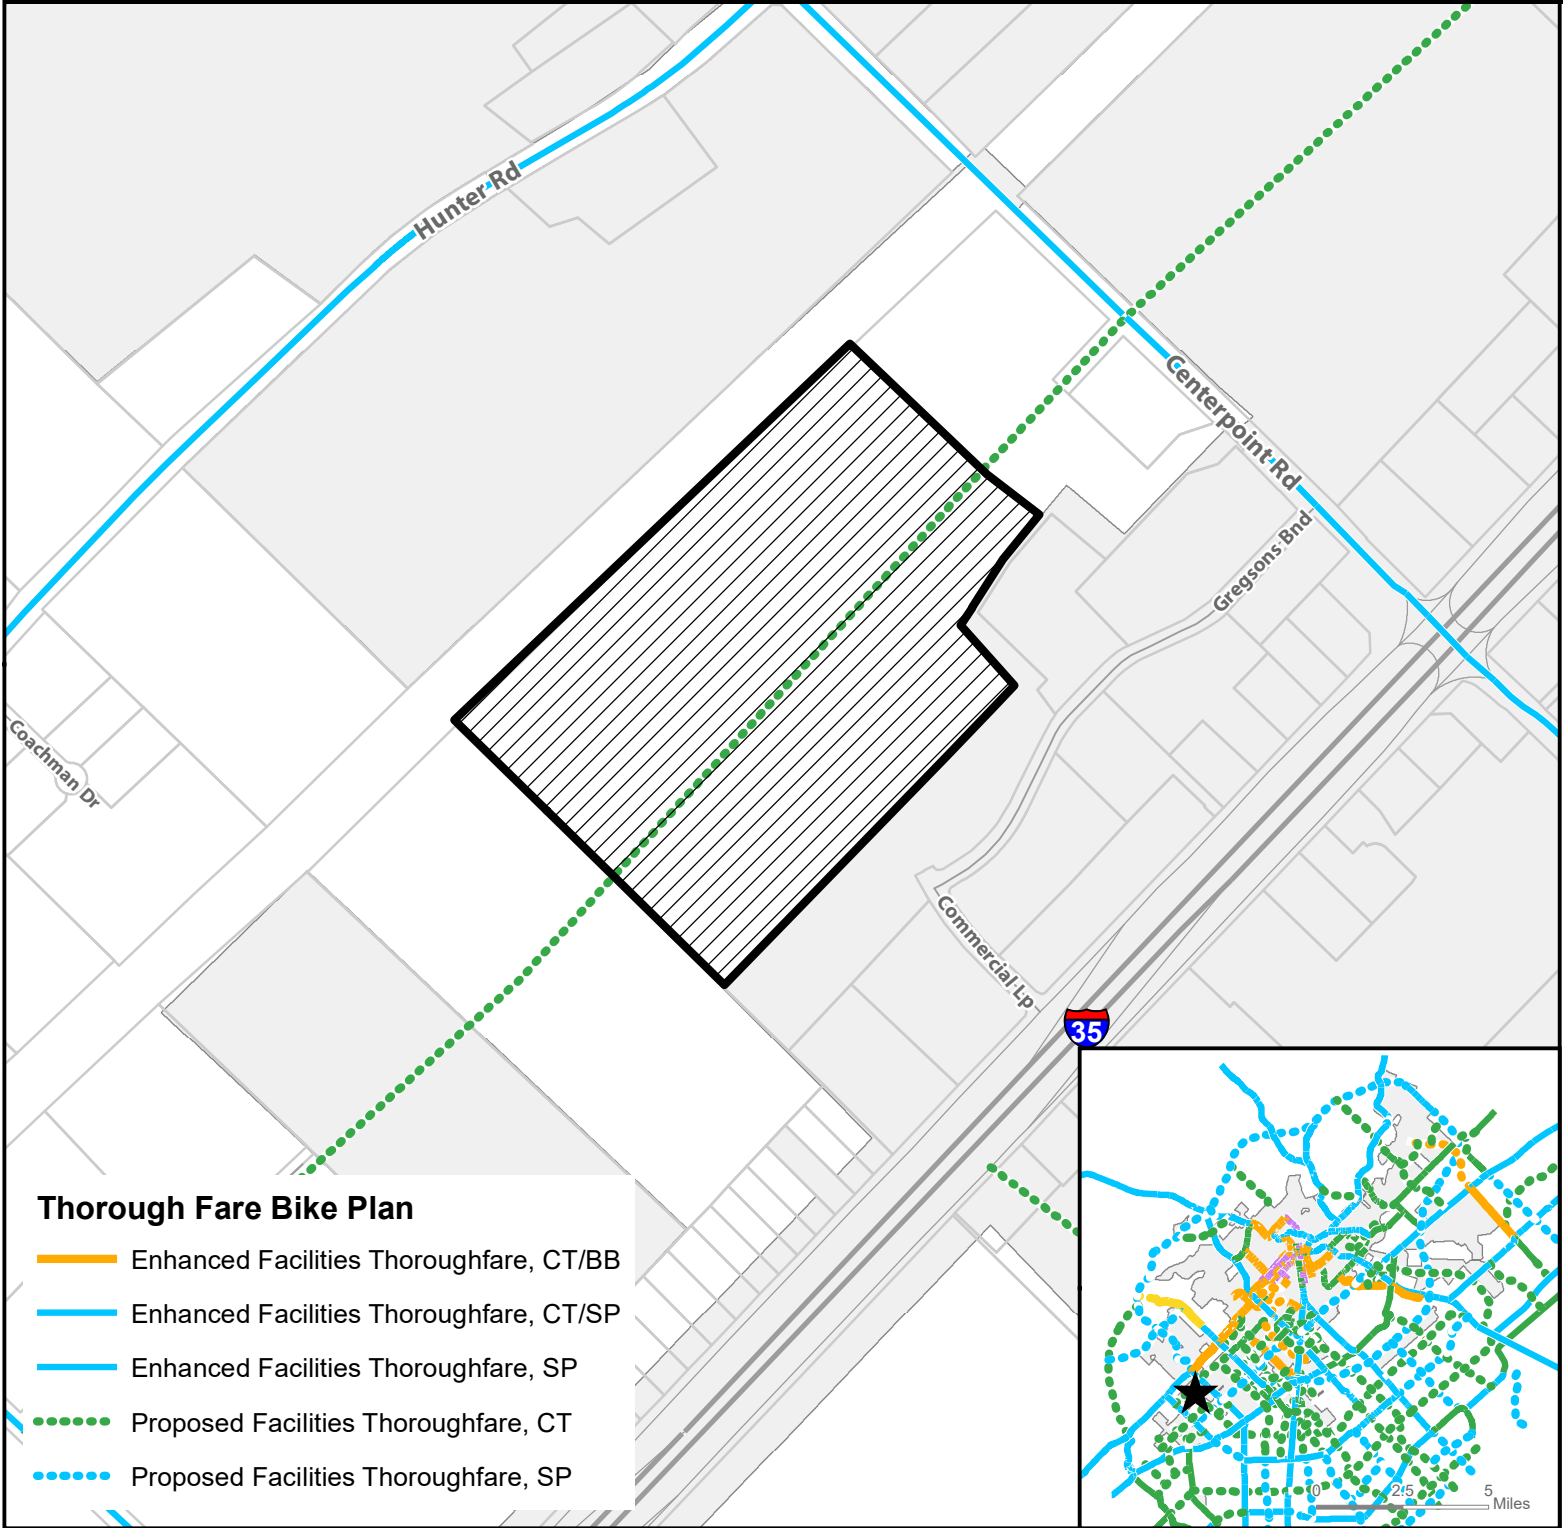 Hunter Rd
Centerpoint Rd
Gregsons Bnd
Coachman Dr
Commercial Lp
35
Thorough Fare Bike Plan
Enhanced Facilities Thoroughfare, CT/BB
Enhanced Facilities Thoroughfare, CT/SP
Enhanced Facilities Thoroughfare, SP
Proposed Facilities Thoroughfare, CT
Proposed Facilities Thoroughfare, SP
0 2.5 5
Miles